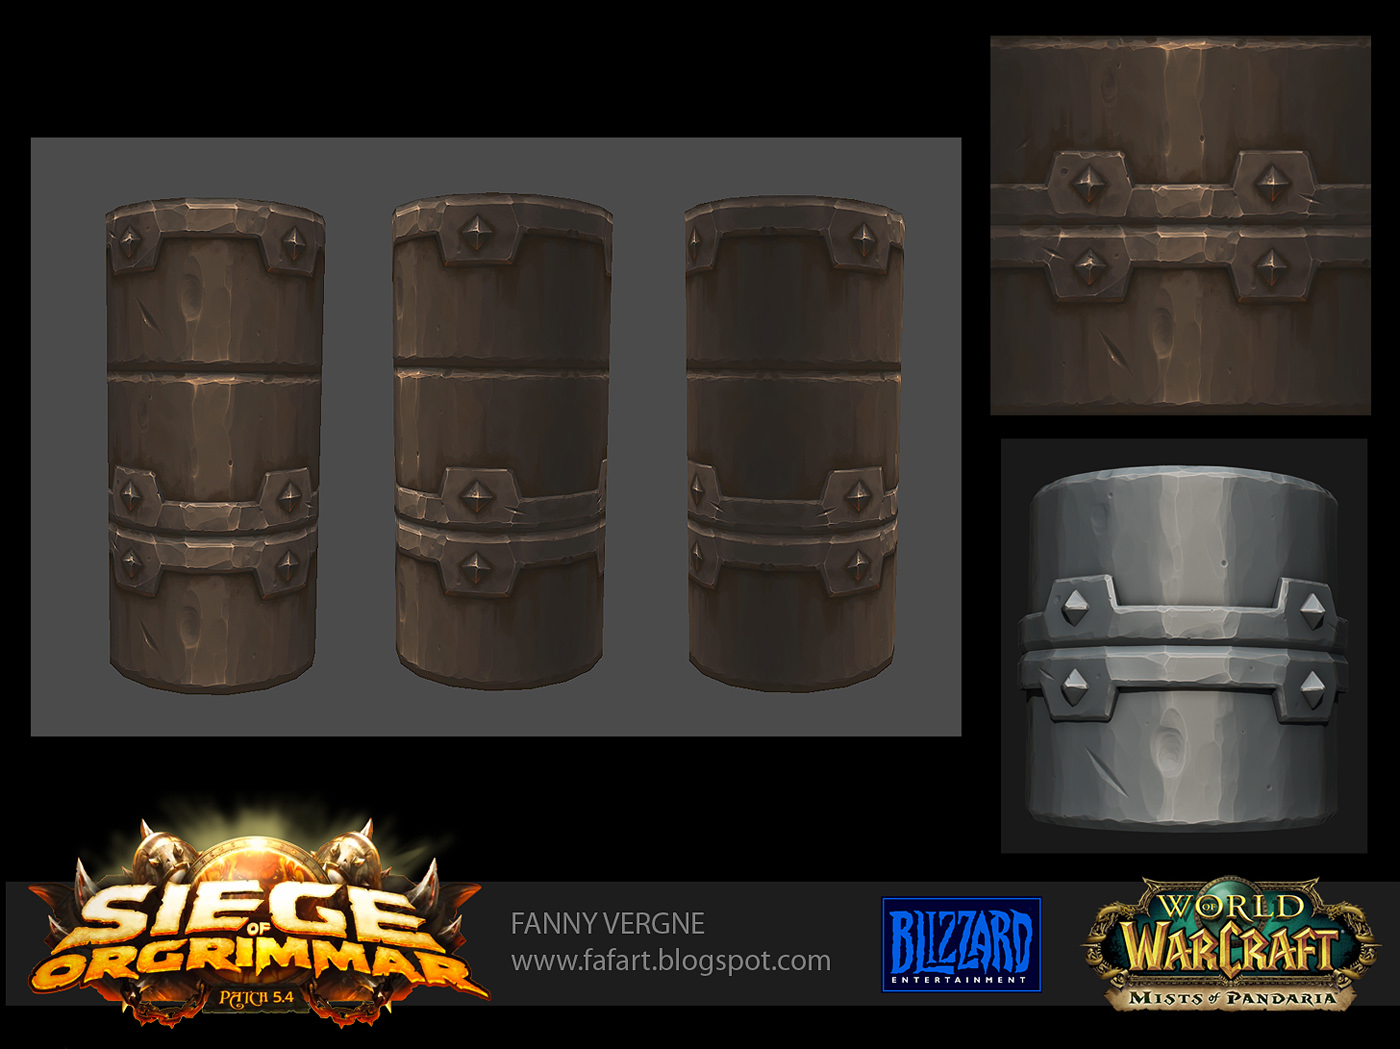 SIEGE
OF
ORGRIMMAR
PATCH 5.4
FANNY VERGNE
www.fafart.blogspot.com
BLIZZARD
ENTERTAINMENT
WORLD
OF
WARCRAFT
MISTS of PANDARIA